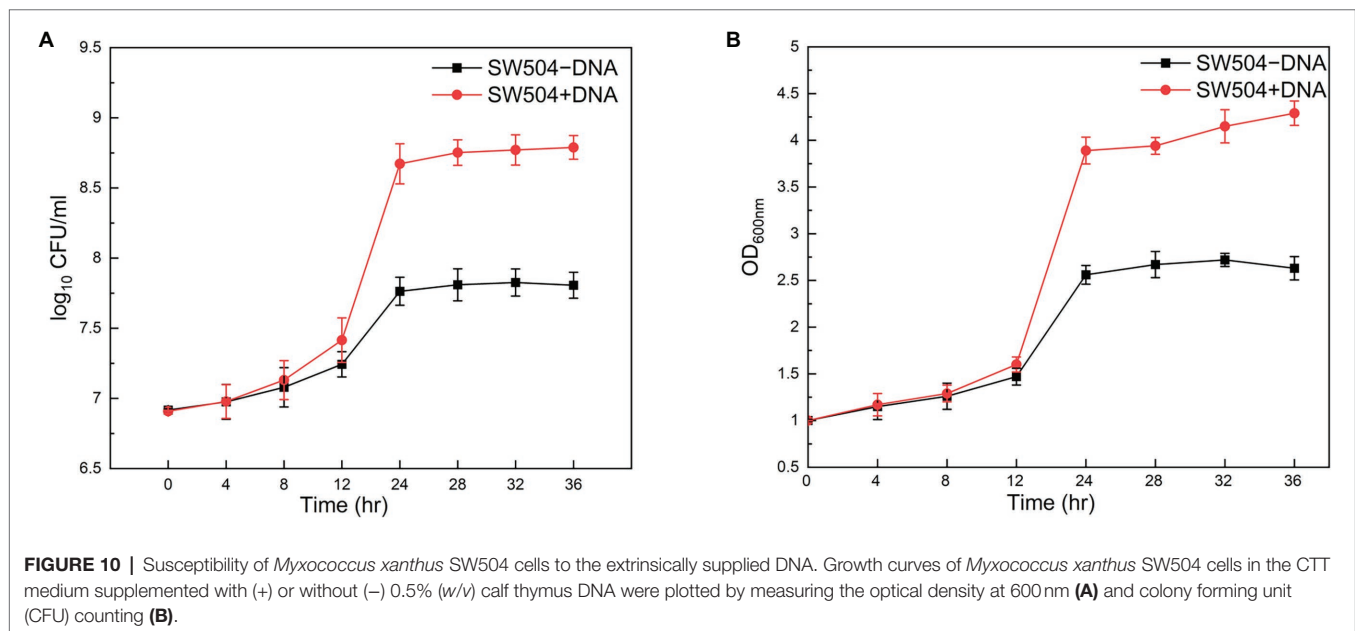 A
9.5
9
8.5
8
7.5
7
6.5
log10 CFU/ml
SW504−DNA
SW504+DNA
0 4 8 12 24 28 32 36
Time (hr)
B
5
4.5
4
3.5
3
2.5
2
1.5
1
0.5
OD600nm
SW504−DNA
SW504+DNA
0 4 8 12 24 28 32 36
Time (hr)
FIGURE 10 | Susceptibility of Myxococcus xanthus SW504 cells to the extrinsically supplied DNA. Growth curves of Myxococcus xanthus SW504 cells in the CTT
medium supplemented with (+) or without (−) 0.5% (w/v) calf thymus DNA were plotted by measuring the optical density at 600 nm (A) and colony forming unit
(CFU) counting (B).